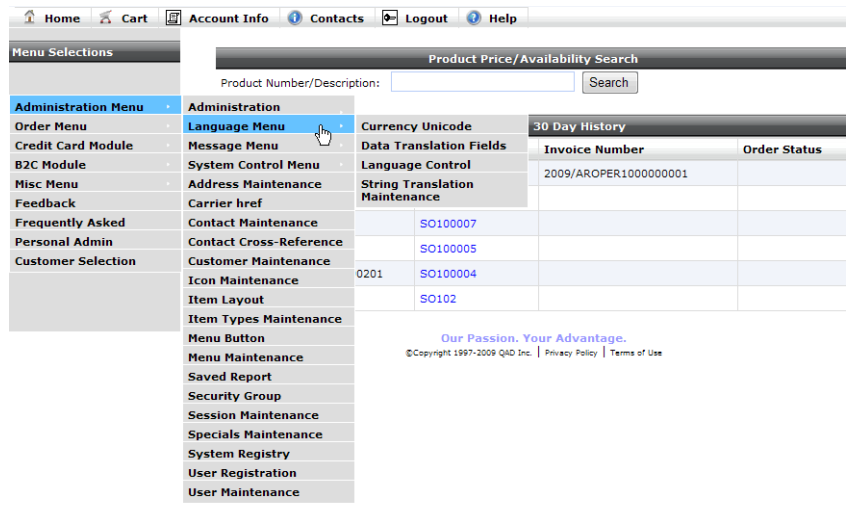 Home Cart Account Info Contacts Logout Help
Menu Selections
Product Price/Availability Search
Product Number/Description: Search
Administration Menu
Order Menu
Credit Card Module
B2C Module
Misc Menu
Feedback
Frequently Asked
Personal Admin
Customer Selection
Administration
Language Menu
Message Menu
System Control Menu
Address Maintenance
Carrier href
Contact Maintenance
Contact Cross-Reference
Customer Maintenance
Icon Maintenance
Item Layout
Item Types Maintenance
Menu Button
Menu Maintenance
Saved Report
Security Group
Session Maintenance
Specials Maintenance
System Registry
User Registration
User Maintenance
Currency Unicode
Data Translation Fields
Language Control
String Translation
Maintenance
30 Day History
Invoice Number Order Status
2009/AROPER1000000001
SO100007
SO100005
0201 SO100004
SO102
Our Passion. Your Advantage.
©Copyright 1997-2009 QAD Inc. | Privacy Policy | Terms of Use